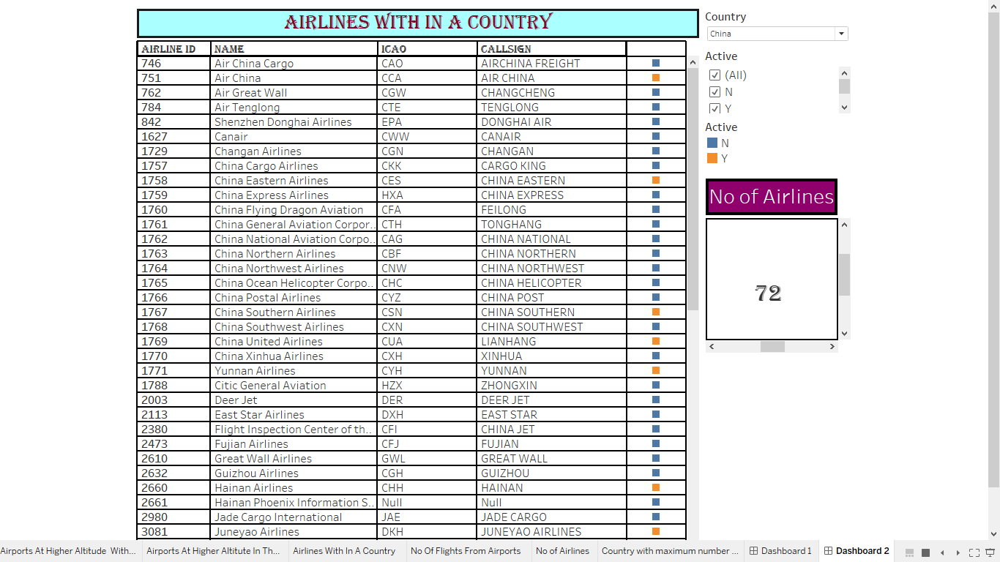 AIRLINES WITH IN A COUNTRY
AIRLINE ID NAME ICAO CALLSIGN
746 Air China Cargo CAO AIRCHINA FREIGHT
751 Air China CCA AIR CHINA
762 Air Great Wall CGW CHANGCHENG
784 Air Tenglong CTE TENGLONG
842 Shenzhen Donghai Airlines EPA DONGHAI AIR
1627 Canair CWW CANAIR
1729 Changan Airlines CGN CHANGAN
1757 China Cargo Airlines CKK CARGO KING
1758 China Eastern Airlines CES CHINA EASTERN
1759 China Express Airlines HXA CHINA EXPRESS
1760 China Flying Dragon Aviation CFA FEILONG
1761 China General Aviation Corpor.. CTH TONGHANG
1762 China National Aviation Corpo.. CAG CHINA NATIONAL
1763 China Northern Airlines CBF CHINA NORTHERN
1764 China Northwest Airlines CNW CHINA NORTHWEST
1765 China Ocean Helicopter Corpo.. CHC CHINA HELICOPTER
1766 China Postal Airlines CYZ CHINA POST
1767 China Southern Airlines CSN CHINA SOUTHERN
1768 China Southwest Airlines CXN CHINA SOUTHWEST
1769 China United Airlines CUA LIANHANG
1770 China Xinhua Airlines CXH XINHUA
1771 Yunnan Airlines CYH YUNNAN
1788 Citic General Aviation HZX ZHONGXIN
2003 Deer Jet DER DEER JET
2113 East Star Airlines DXH EAST STAR
2380 Flight Inspection Center of th.. CFI CHINA JET
2473 Fujian Airlines CFJ FUJIAN
2610 Great Wall Airlines GWL GREAT WALL
2632 Guizhou Airlines CGH GUIZHOU
2660 Hainan Airlines CHH HAINAN
2661 Hainan Phoenix Information S.. Null Null
2980 Jade Cargo International JAE JADE CARGO
3081 Juneyao Airlines DKH JUNEYAO AIRLINES
Country
China
Active
(All)
N
Y
Active
N
Y
No of Airlines
72
Airports At Higher Altitude With... Airports At Higher Altitute In Th... Airlines With In A Country No Of Flights From Airports No of Airlines Country with maximum number ... Dashboard 1 Dashboard 2